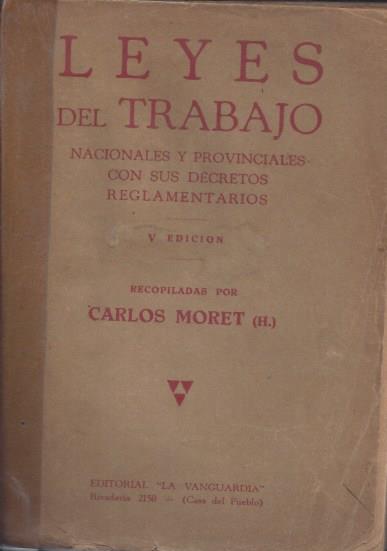 LEYES
DEL TRABAJO
NACIONALES Y PROVINCIALES
CON SUS DECRETOS
REGLAMENTARIOS
V EDICION
RECOPILADAS POR
CARLOS MORET (H.)
EDITORIAL "LA VANGUARDIA"
Rivadavia 2150 — (Casa del Pueblo)